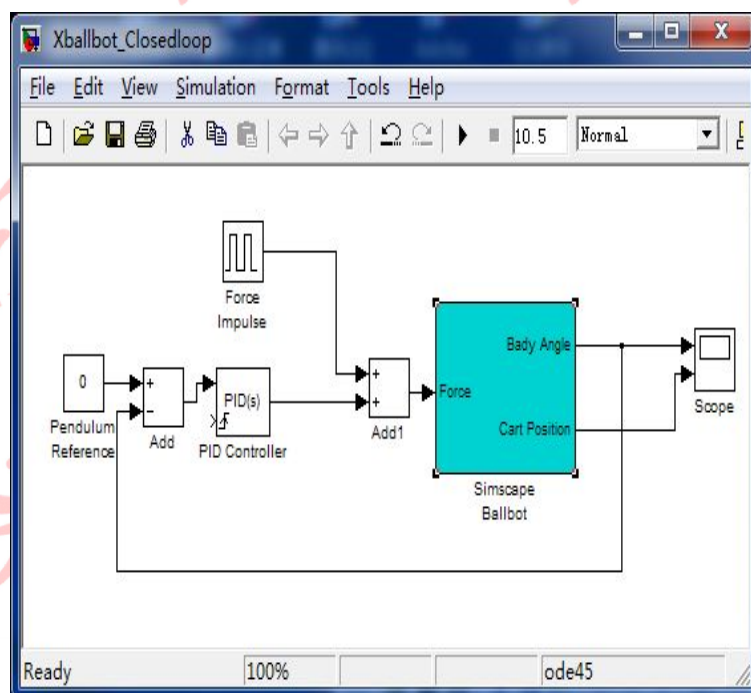 Xballbot_Closedloop
File Edit View Simulation Format Tools Help
10.5 Normal
Force
Impulse
0
Pendulum
Reference
+
−
Add
PID(s)
PID Controller
+
+
Add1
Force
Bady Angle
Cart Position
Simscape
Ballbot
Scope
Ready 100% ode45